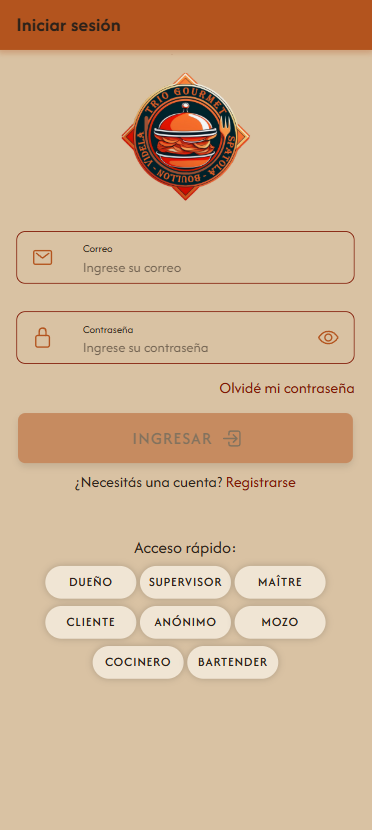 Iniciar sesión
TRIO GOURMET
VIDELA - BOULLON - SPATOLA
Correo
Ingrese su correo
Contraseña
Ingrese su contraseña
Olvidé mi contraseña
INGRESAR
¿Necesitás una cuenta? Registrarse
Acceso rápido:
DUEÑO SUPERVISOR MAÎTRE
CLIENTE ANÓNIMO MOZO
COCINERO BARTENDER